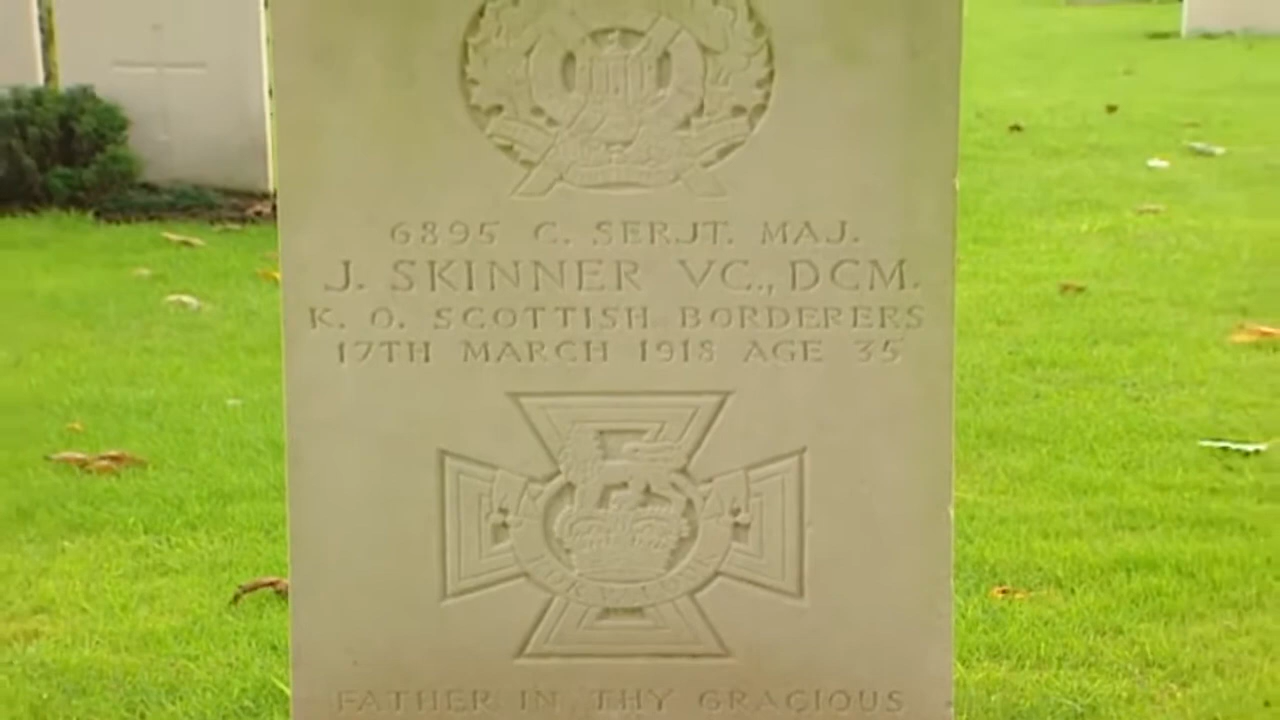 6895 C. SERJT. MAJ.
J. SKINNER VC., DCM.
K. O. SCOTTISH BORDERERS
17TH MARCH 1918 AGE 35
FATHER IN THY GRACIOUS